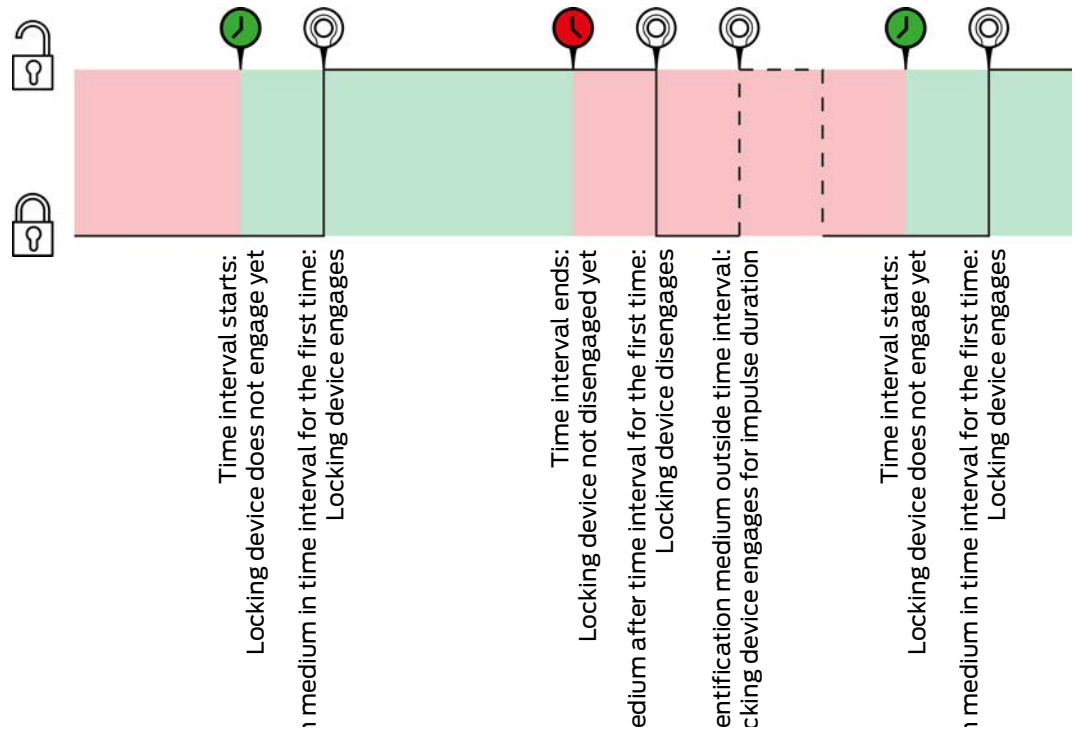 Time interval starts:
Locking device does not engage yet
medium in time interval for the first time:
Locking device engages
Time interval ends:
Locking device not disengaged yet
after time interval for the first time:
Locking device disengages
medium outside time interval:
device engages for impulse duration
Time interval starts:
Locking device does not engage yet
medium in time interval for the first time:
Locking device engages